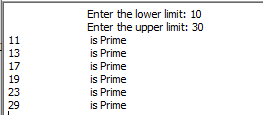 Enter the lower limit: 10
Enter the upper limit: 30
11 is Prime
13 is Prime
17 is Prime
19 is Prime
23 is Prime
29 is Prime